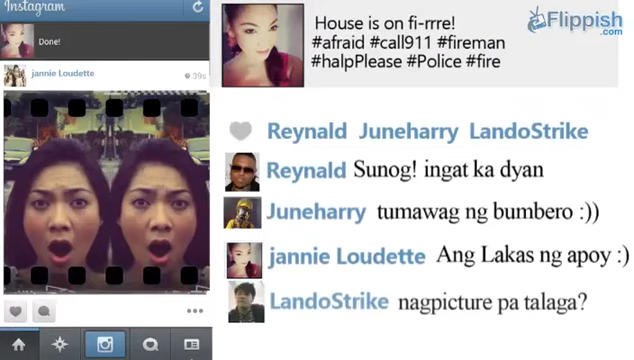 Instagram
Done!
jannie Loudette
39s
House is on fi-rrre!
#afraid #call911 #fireman
#halpPlease #Police #fire
Flippish
.com
Reynald Juneharry LandoStrike
Reynald Sunog! ingat ka dyan
Juneharry tumawag ng bumbero :))
jannie Loudette Ang Lakas ng apoy :)
LandoStrike nagpicture pa talaga?